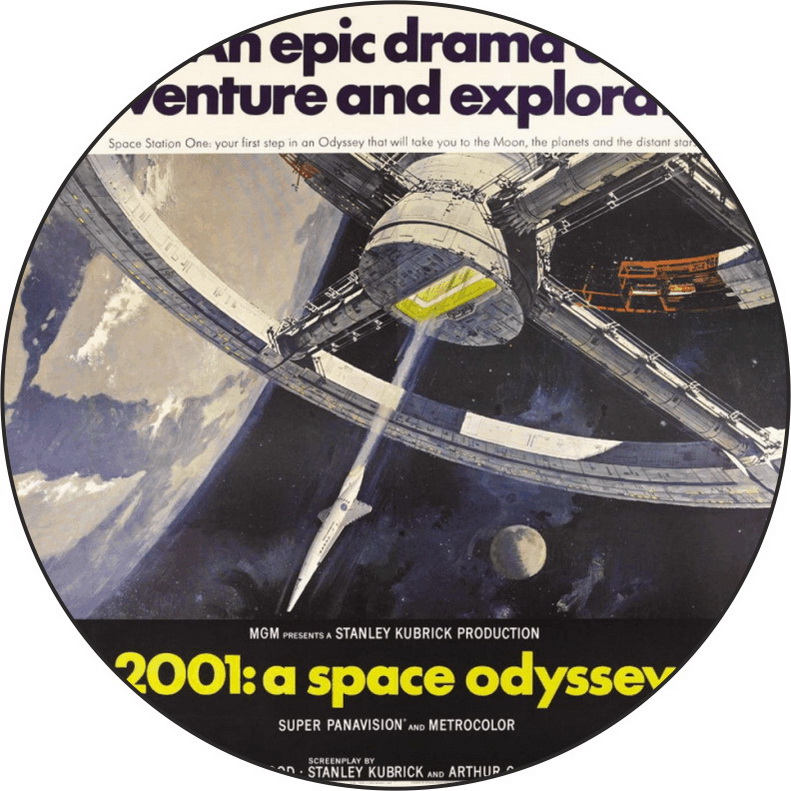 An epic drama
venture and explora
Space Station One: your first step in an Odyssey that will take you to the Moon, the planets and the distant stars.
MGM PRESENTS A STANLEY KUBRICK PRODUCTION
2001: a space odyssey
SUPER PANAVISION® AND METROCOLOR
SCREENPLAY BY
OD · STANLEY KUBRICK AND ARTHUR C